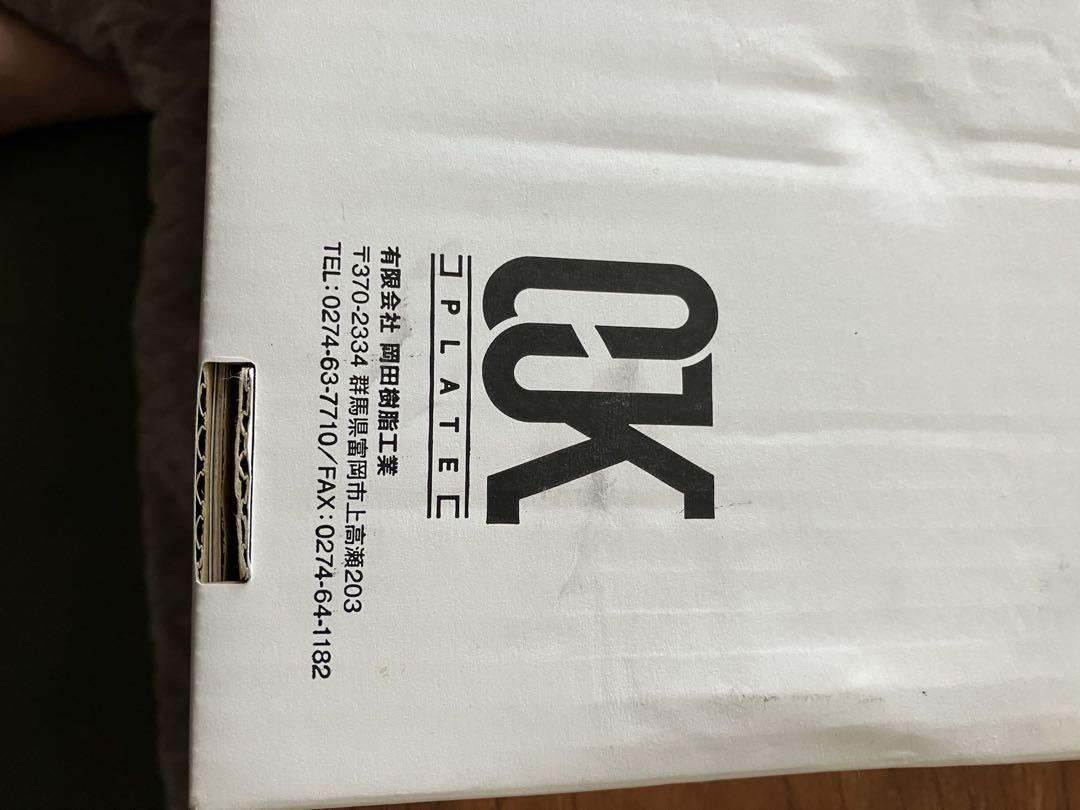 OK
PLATEC
有限会社 岡田樹脂工業
〒370-2334 群馬県富岡市上高瀬203
TEL:0274-63-7710/FAX:0274-64-1182